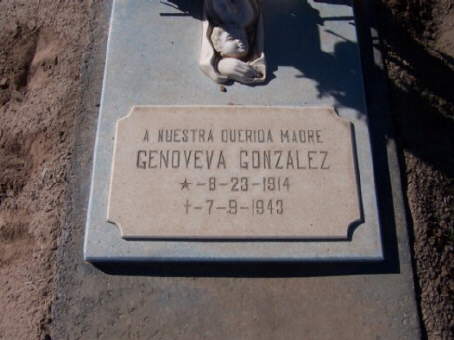 A NUESTRA QUERIDA MADRE
GENOVEVA GONZALEZ
★-8-23-1914
✝-7-9-1943